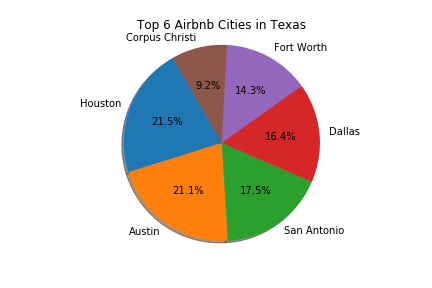 Top 6 Airbnb Cities in Texas
Corpus Christi
Fort Worth
9.2%
14.3%
Houston
21.5%
Dallas
16.4%
21.1%
17.5%
Austin
San Antonio